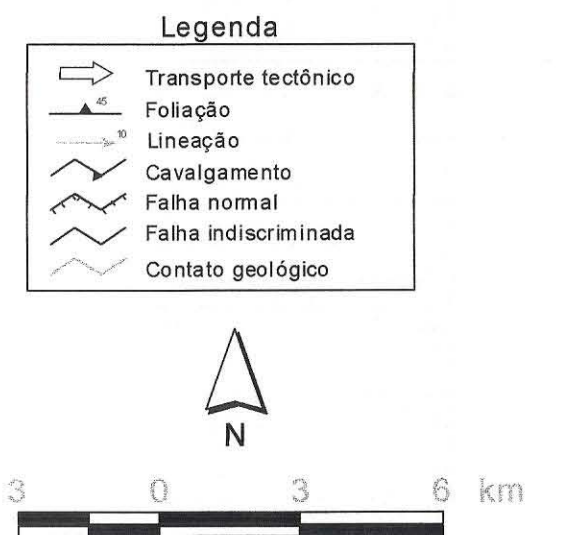 Legenda
Transporte tectônico
45 Foliação
10 Lineação
Cavalgamento
Falha normal
Falha indiscriminada
Contato geológico
N
3 0 3 6 km